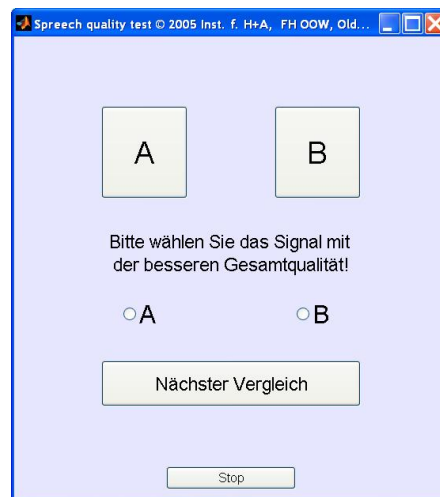 Spreech quality test © 2005 Inst. f. H+A, FH OOW, Old...
A B
Bitte wählen Sie das Signal mit
der besseren Gesamtqualität!
A B
Nächster Vergleich
Stop